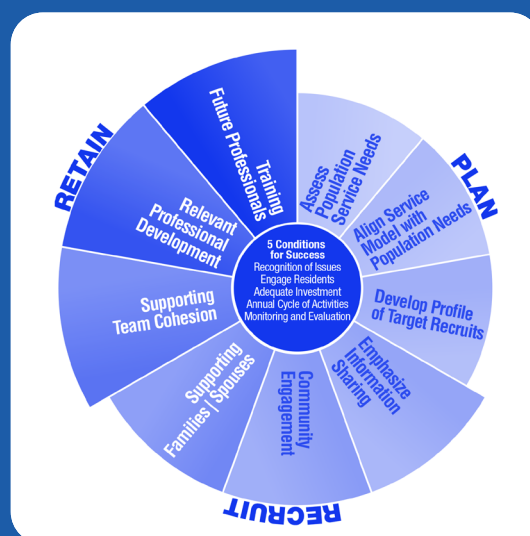 PLAN
Assess
Population
Service Needs
Align Service
Model with
Population Needs
Develop Profile
of Target Recruits
RECRUIT
Emphasize
Information
Sharing
Community
Engagement
Supporting
Families | Spouses
RETAIN
Supporting
Team Cohesion
Relevant
Professional
Development
Training
Future Professionals
5 Conditions
for Success
Recognition of Issues
Engage Residents
Adequate Investment
Annual Cycle of Activities
Monitoring and Evaluation